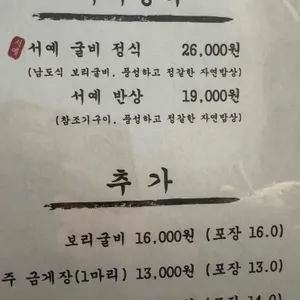 서예
서예 굴비 정식 26,000원
(남도식 보리굴비, 풍성하고 정갈한 자연밥상)
서예 반상 19,000원
(참조기구이, 풍성하고 정갈한 자연밥상)
추가
보리굴비 16,000원 (포장 16.0)
주 금게장(1마리) 13,000원 (포장 13.0)